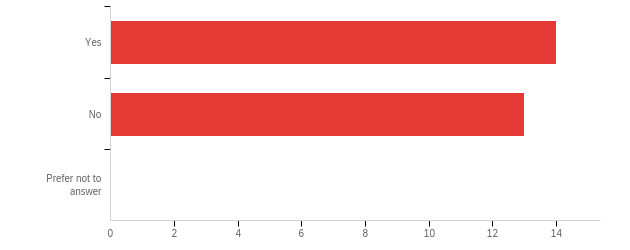 Yes
No
Prefer not to
answer
0 2 4 6 8 10 12 14